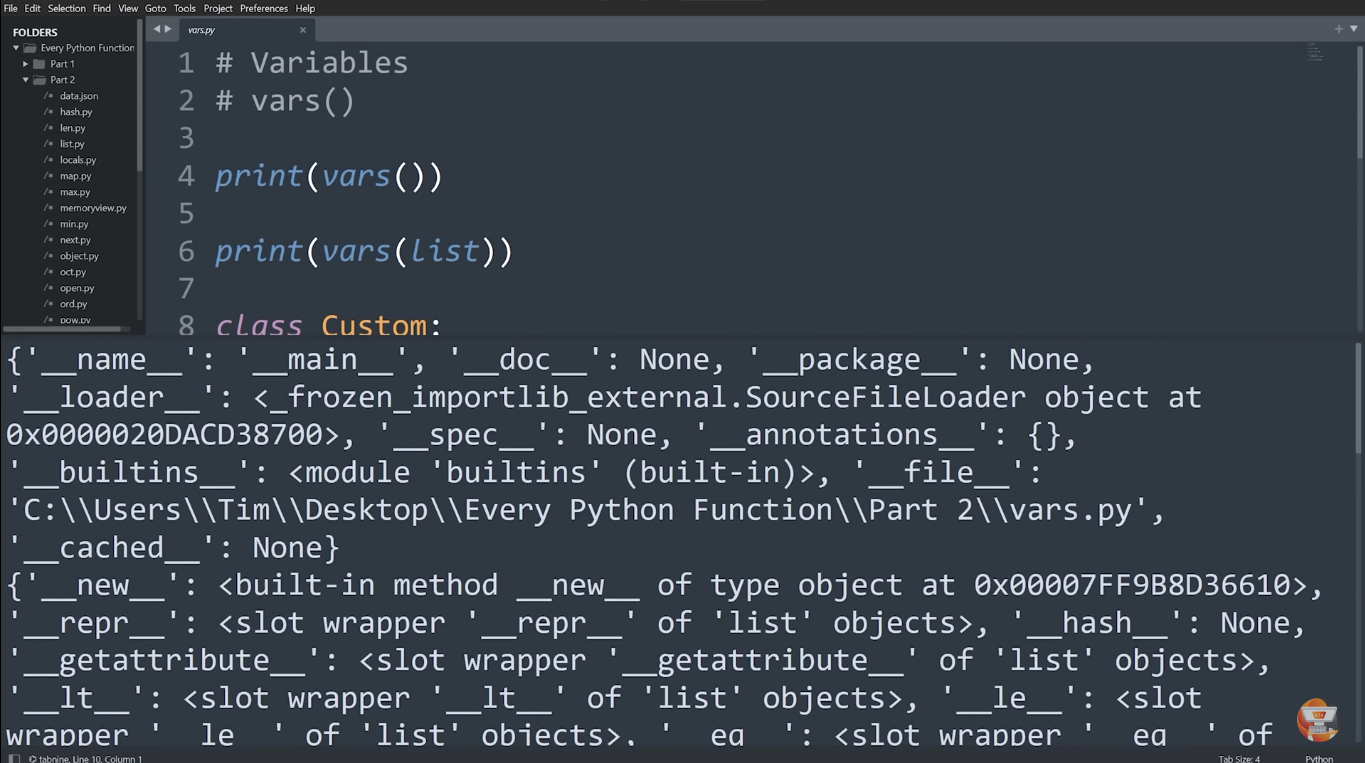 File Edit Selection Find View Goto Tools Project Preferences Help
FOLDERS
Every Python Function
Part 1
Part 2
data.json
hash.py
len.py
list.py
locals.py
map.py
max.py
memoryview.py
min.py
next.py
object.py
oct.py
open.py
ord.py
pow.py
vars.py
1 # Variables
2 # vars()
3
4 print(vars())
5
6 print(vars(list))
7
8 class Custom:
{'__name__': '__main__', '__doc__': None, '__package__': None,
'__loader__': <_frozen_importlib_external.SourceFileLoader object at
0x0000020DACD38700>, '__spec__': None, '__annotations__': {},
'__builtins__': <module 'builtins' (built-in)>, '__file__':
'C:\\Users\\Tim\\Desktop\\Every Python Function\\Part 2\\vars.py',
'__cached__': None}
{'__new__': <built-in method __new__ of type object at 0x00007FF9B8D36610>,
'__repr__': <slot wrapper '__repr__' of 'list' objects>, '__hash__': None,
'__getattribute__': <slot wrapper '__getattribute__' of 'list' objects>,
'__lt__': <slot wrapper '__lt__' of 'list' objects>, '__le__': <slot
wrapper '__le__' of 'list' objects>, '__eq__': <slot wrapper '__eq__' of
tabnine, Line 10, Column 1
Tab Size: 4 Python